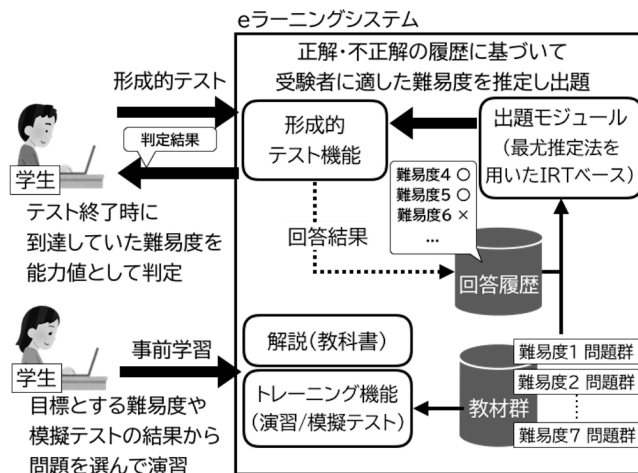 eラーニングシステム
正解・不正解の履歴に基づいて
受験者に適した難易度を推定し出題
形成的テスト
判定結果
学生
テスト終了時に
到達していた難易度を
能力値として判定
形成的
テスト機能
出題モジュール
(最尤推定法を
用いたIRTベース)
難易度4 ○
難易度5 ○
難易度6 ×
...
回答結果
回答履歴
学生
事前学習
目標とする難易度や
模擬テストの結果から
問題を選んで演習
解説(教科書)
トレーニング機能
(演習/模擬テスト)
教材群
難易度1 問題群
難易度2 問題群
難易度7 問題群